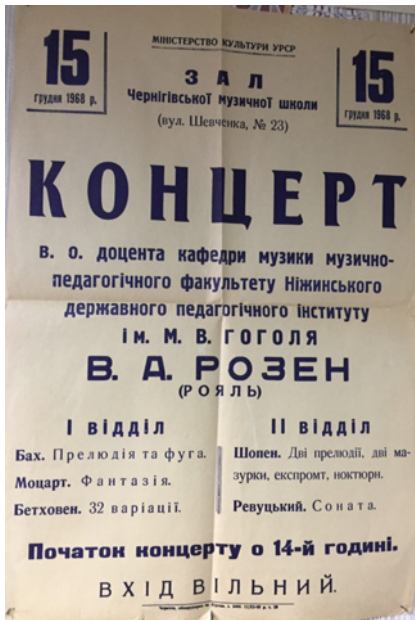 МІНІСТЕРСТВО КУЛЬТУРИ УРСР
15
грудня 1968 р.
15
грудня 1968 р.
ЗАЛ
Чернігівської музичної школи
(вул. Шевченка, № 23)
КОНЦЕРТ
в. о. доцента кафедри музики музично-
педагогічного факультету Ніжинського
державного педагогічного інституту
ім. М. В. ГОГОЛЯ
В. А. РОЗЕН
(РОЯЛЬ)
І відділ
Бах. Прелюдія та фуга.
Моцарт. Фантазія.
Бетховен. 32 варіації.
ІІ відділ
Шопен. Дві прелюдії, дві ма-
зурки, експромт, ноктюрн.
Ревуцький. Соната.
Початок концерту о 14-й годині.
ВХІД ВІЛЬНИЙ.